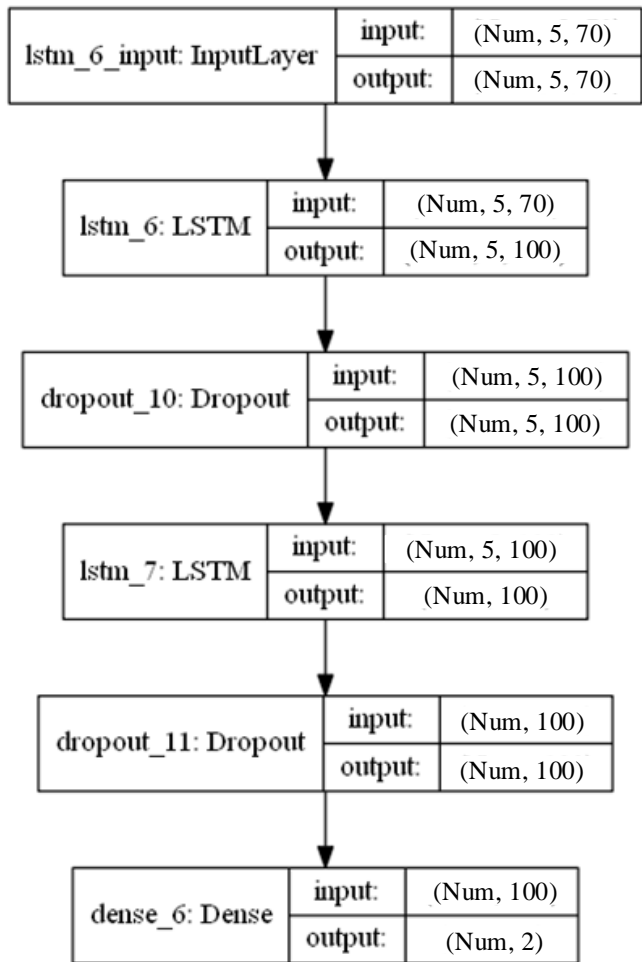 lstm_6_input: InputLayer
input: (Num, 5, 70)
output: (Num, 5, 70)
lstm_6: LSTM
input: (Num, 5, 70)
output: (Num, 5, 100)
dropout_10: Dropout
input: (Num, 5, 100)
output: (Num, 5, 100)
lstm_7: LSTM
input: (Num, 5, 100)
output: (Num, 100)
dropout_11: Dropout
input: (Num, 100)
output: (Num, 100)
dense_6: Dense
input: (Num, 100)
output: (Num, 2)